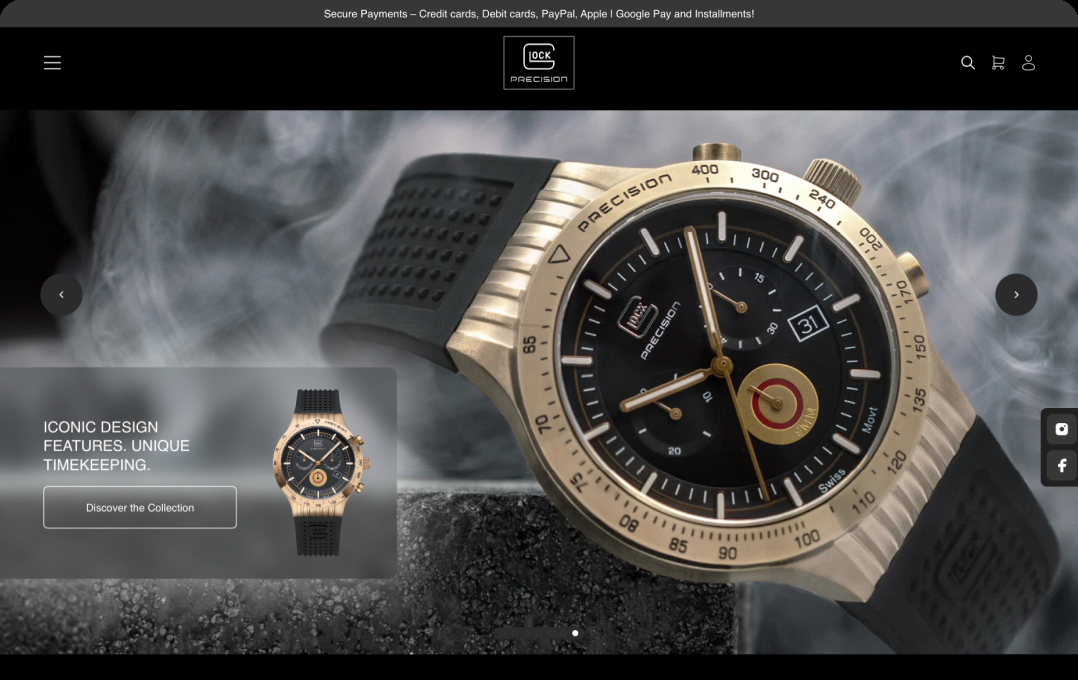 Secure Payments – Credit cards, Debit cards, PayPal, Apple | Google Pay and Installments!
GLOCK
PRECISION
PRECISION
400
300
240
200
170
150
135
120
110
100
90
85
80
75
70
65
15
30
31
GLOCK
PRECISION
10
20
9MM
Movt
Swiss
ICONIC DESIGN
FEATURES. UNIQUE
TIMEKEEPING.
Discover the Collection